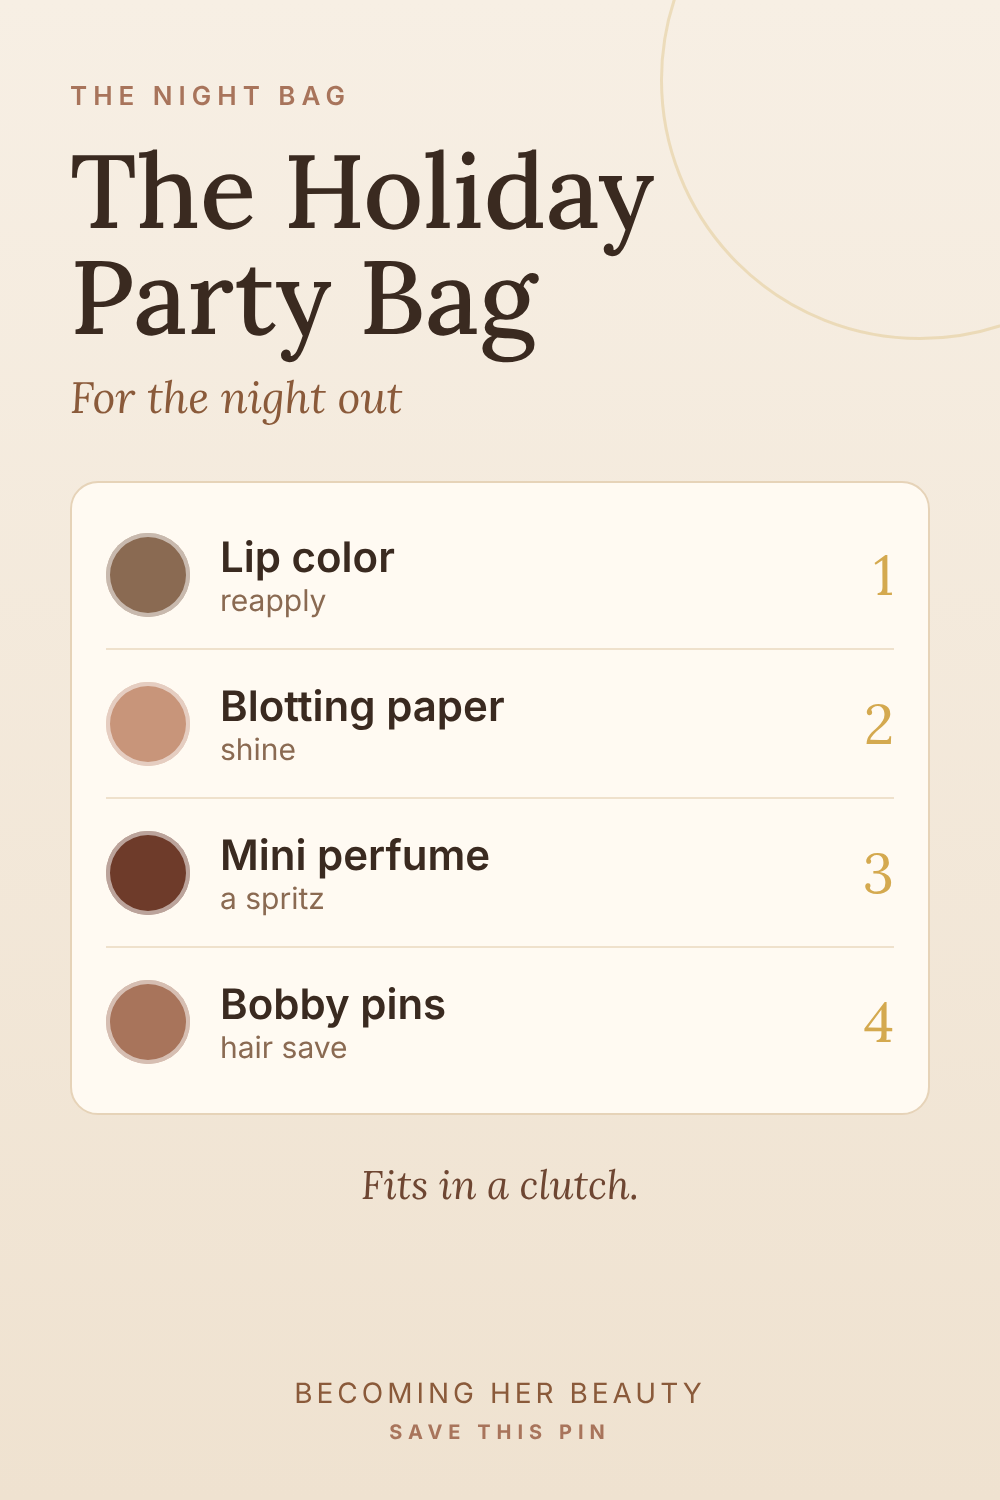 THE NIGHT BAG
The Holiday
Party Bag
For the night out
Lip color
reapply
1
Blotting paper
shine
2
Mini perfume
a spritz
3
Bobby pins
hair save
4
Fits in a clutch.
BECOMING HER BEAUTY
SAVE THIS PIN